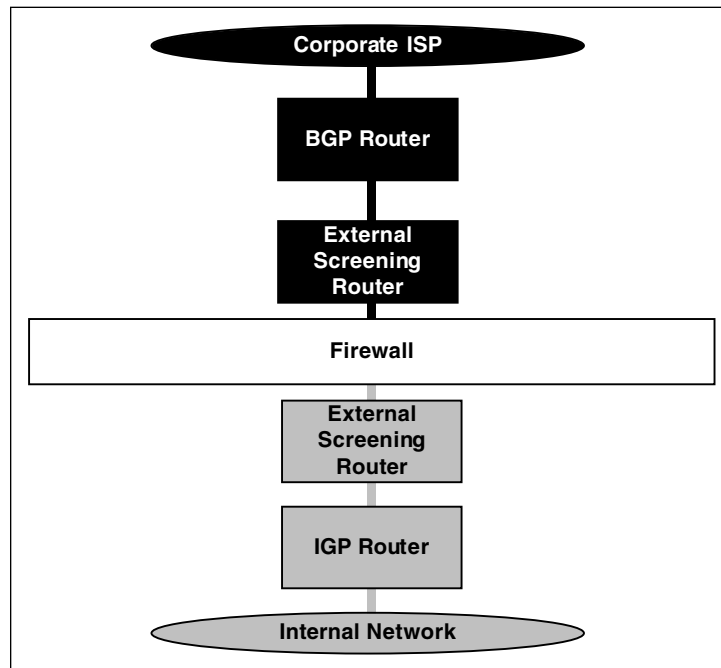 Corporate ISP
BGP Router
External
Screening
Router
Firewall
External
Screening
Router
IGP Router
Internal Network